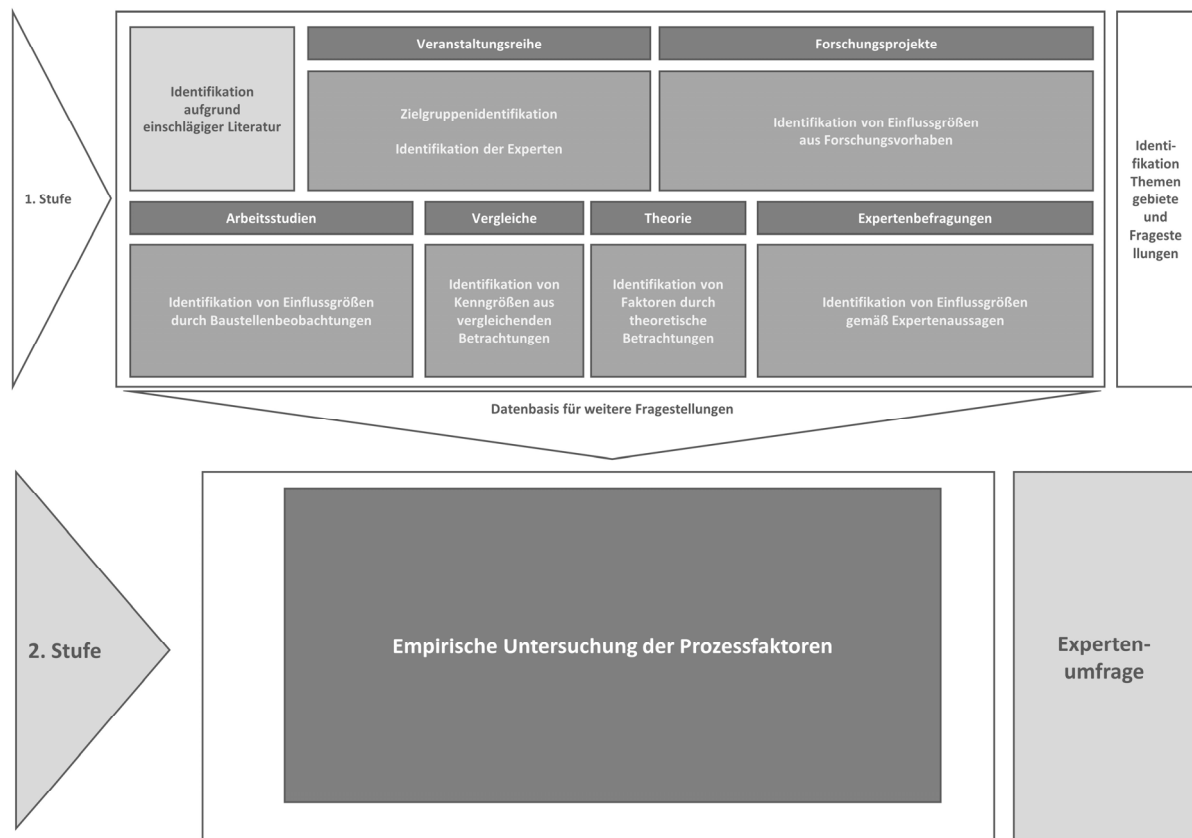 1. Stufe
Identifikation
aufgrund
einschlägiger Literatur
Veranstaltungsreihe
Zielgruppenidentifikation
Identifikation der Experten
Forschungsprojekte
Identifikation von Einflussgrößen
aus Forschungsvorhaben
Arbeitsstudien
Identifikation von Einflussgrößen
durch Baustellenbeobachtungen
Vergleiche
Identifikation von
Kenngrößen aus
vergleichenden
Betrachtungen
Theorie
Identifikation von
Faktoren durch
theoretische
Betrachtungen
Expertenbefragungen
Identifikation von Einflussgrößen
gemäß Expertenaussagen
Identi-
fikation
Themen
gebiete
und
Frageste
llungen
Datenbasis für weitere Fragestellungen
2. Stufe
Empirische Untersuchung der Prozessfaktoren
Experten-
umfrage